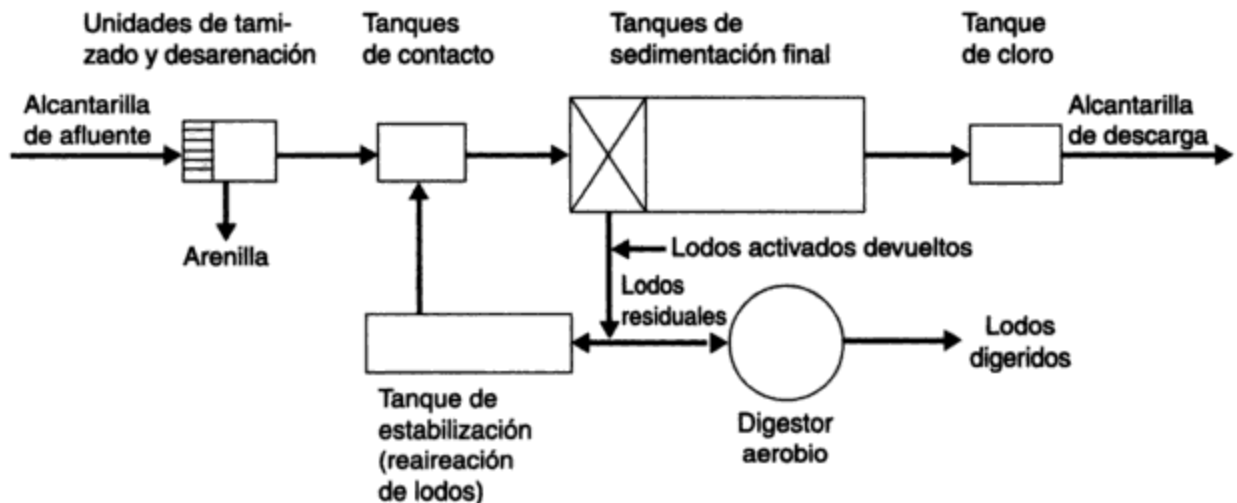 Unidades de tami-
zado y desarenación
Tanques
de contacto
Tanques de
sedimentación final
Tanque
de cloro
Alcantarilla
de afluente
Alcantarilla
de descarga
Arenilla
Lodos activados devueltos
Lodos
residuales
Lodos
digeridos
Tanque de
estabilización
(reaireación
de lodos)
Digestor
aerobio